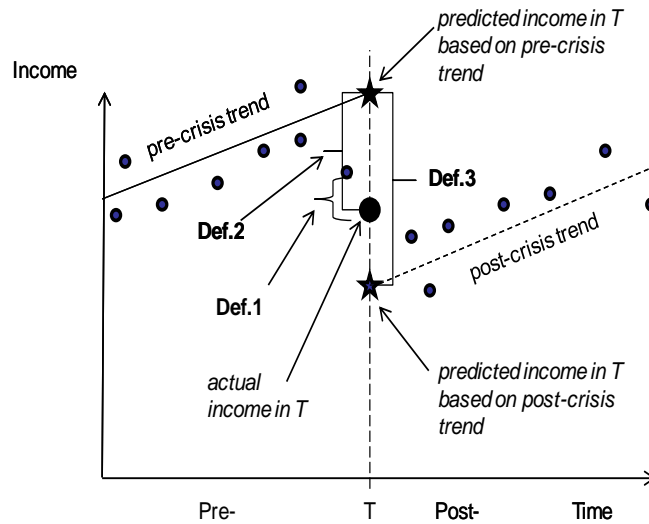 predicted income in T
based on pre-crisis
trend
Income
pre-crisis trend
Def.3
Def.2
post-crisis trend
Def.1
actual
income in T
predicted income in T
based on post-crisis
trend
Pre-
T
Post-
Time